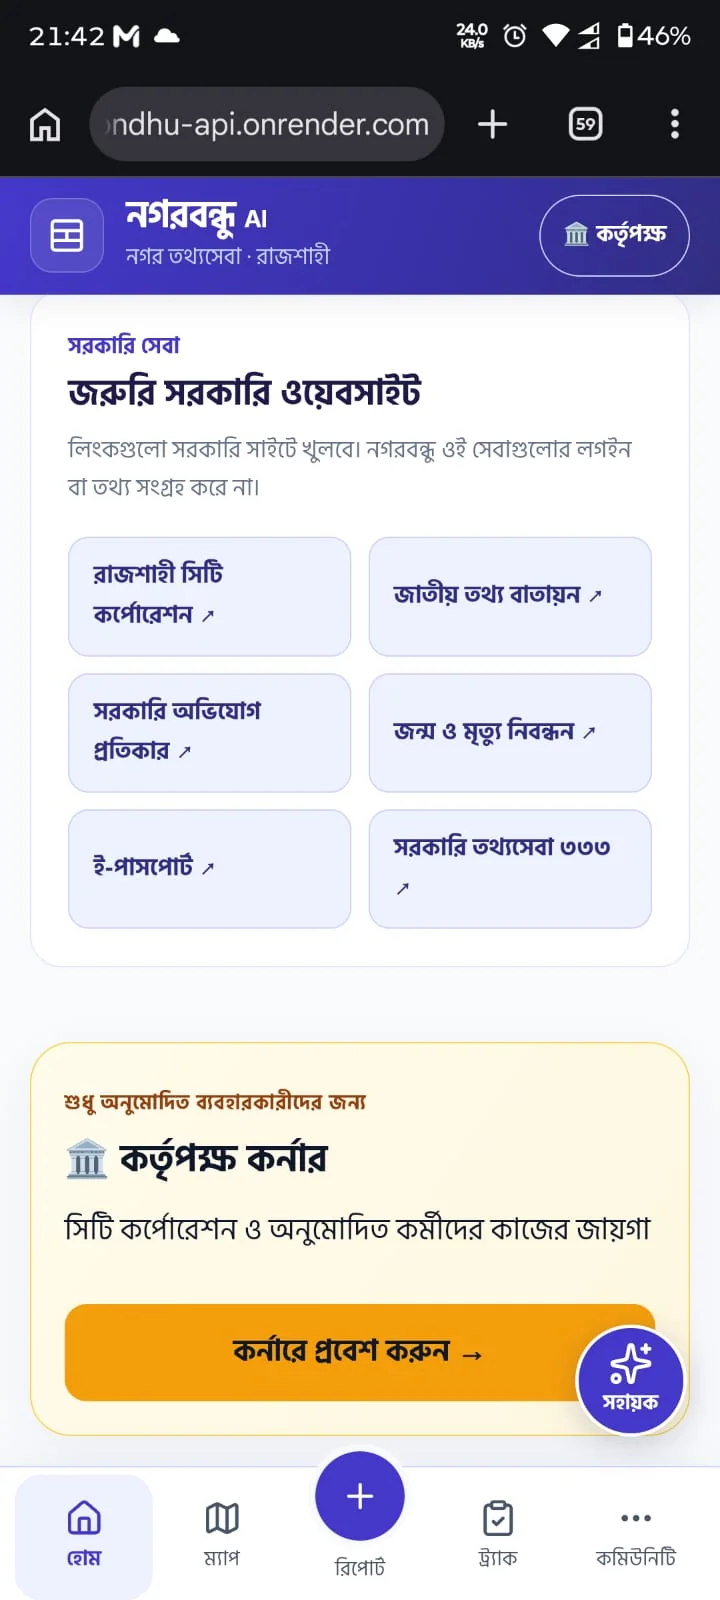 21:42
24.0
KB/s
46%
ondhu-api.onrender.com
59
নগরবন্ধু AI
নগর তথ্যসেবা · রাজশাহী
🏛️ কর্তৃপক্ষ
সরকারি সেবা
জরুরি সরকারি ওয়েবসাইট
লিংকগুলো সরকারি সাইটে খুলবে। নগরবন্ধু ওই সেবাগুলোর লগইন
বা তথ্য সংগ্রহ করে না।
রাজশাহী সিটি
কর্পোরেশন ↗
জাতীয় তথ্য বাতায়ন ↗
সরকারি অভিযোগ
প্রতিকার ↗
জন্ম ও মৃত্যু নিবন্ধন ↗
ই-পাসপোর্ট ↗
সরকারি তথ্যসেবা ৩৩৩
↗
শুধু অনুমোদিত ব্যবহারকারীদের জন্য
🏛️ কর্তৃপক্ষ কর্নার
সিটি কর্পোরেশন ও অনুমোদিত কর্মীদের কাজের জায়গা
কর্নারে প্রবেশ করুন →
সহায়ক
হোম
ম্যাপ
রিপোর্ট
ট্র্যাক
কমিউনিটি